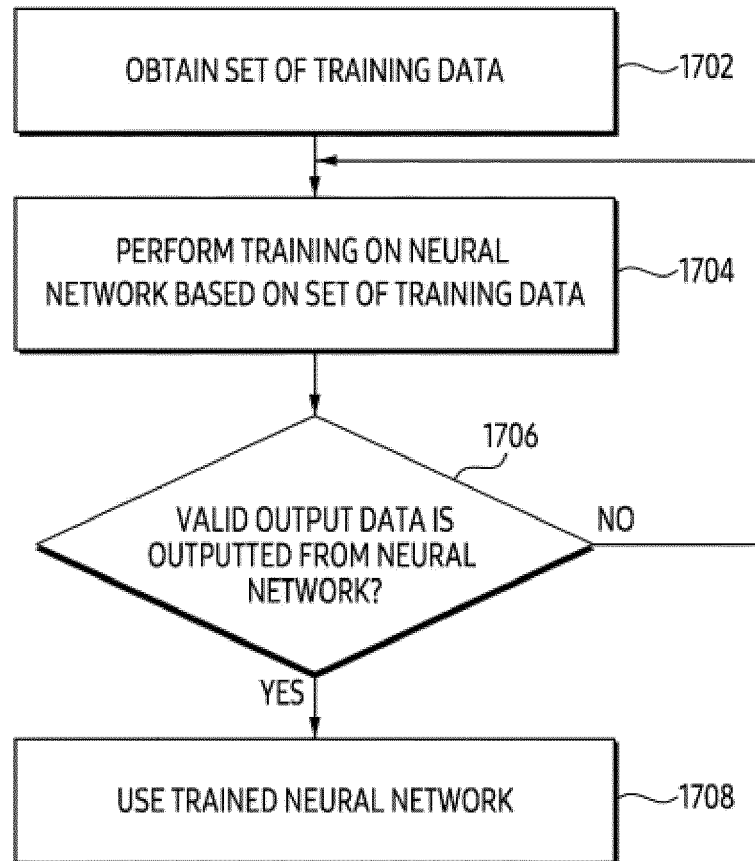 OBTAIN SET OF TRAINING DATA
1702
PERFORM TRAINING ON NEURAL
NETWORK BASED ON SET OF TRAINING DATA
1704
1706
VALID OUTPUT DATA IS
OUTPUTTED FROM NEURAL
NETWORK?
NO
YES
USE TRAINED NEURAL NETWORK
1708